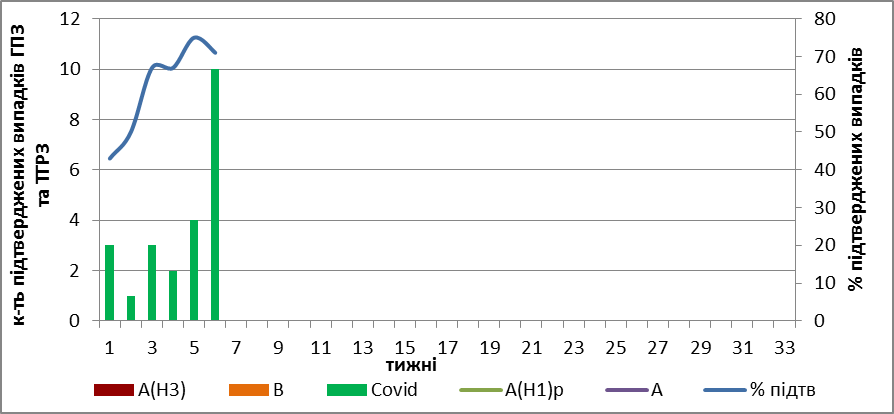 к-ть підтверджених випадків ГПЗ
та ТГРЗ
12
10
8
6
4
2
0
80
70
60
50
40
30
20
10
0
% підтверджених випадків
1 3 5 7 9 11 13 15 17 19 21 23 25 27 29 31 33
тижні
A(H3) B Covid A(H1)p A % підтв